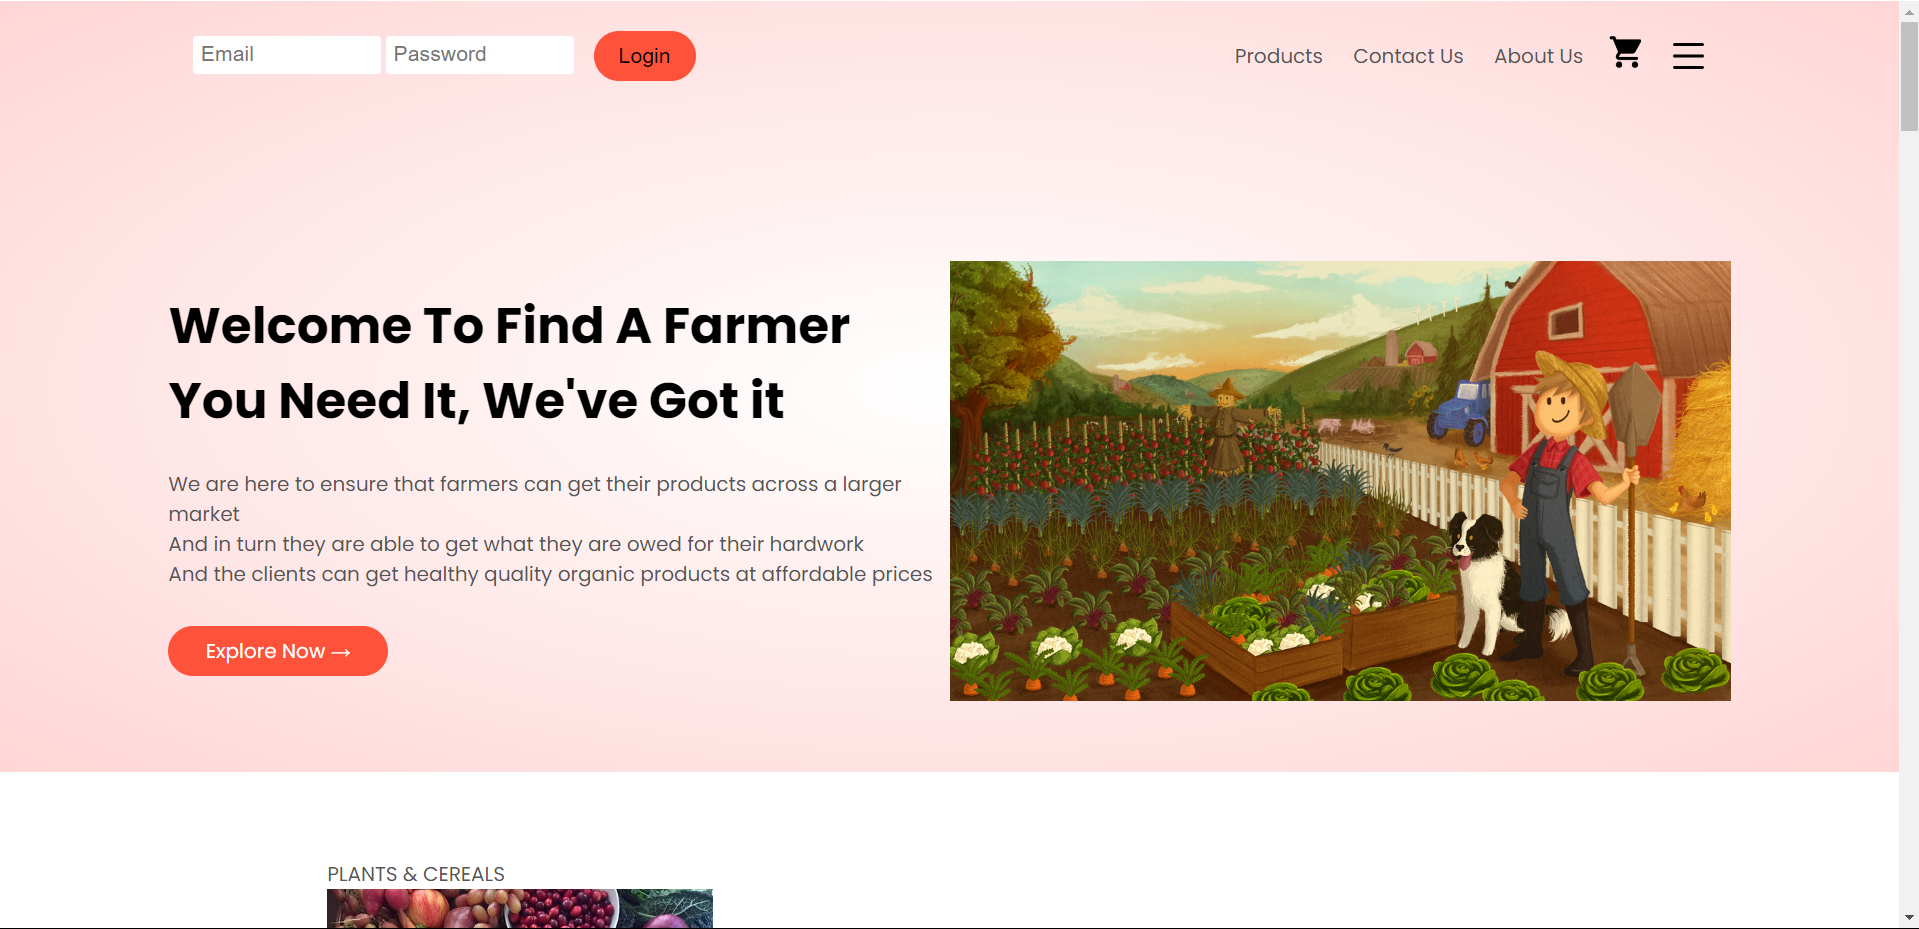 Email Password Login Products Contact Us About Us
Welcome To Find A Farmer
You Need It, We've Got it
We are here to ensure that farmers can get their products across a larger
market
And in turn they are able to get what they are owed for their hardwork
And the clients can get healthy quality organic products at affordable prices
Explore Now →
PLANTS & CEREALS